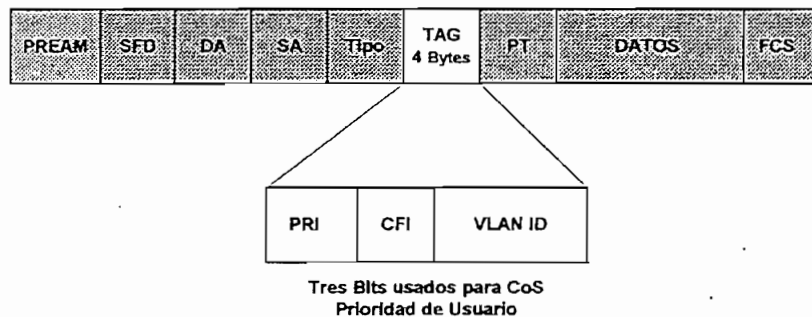 PREAM SFD DA SA Tipo TAG 4 Bytes PT DATOS FCS
PRI CFI VLAN ID
Tres Bits usados para CoS
Prioridad de Usuario